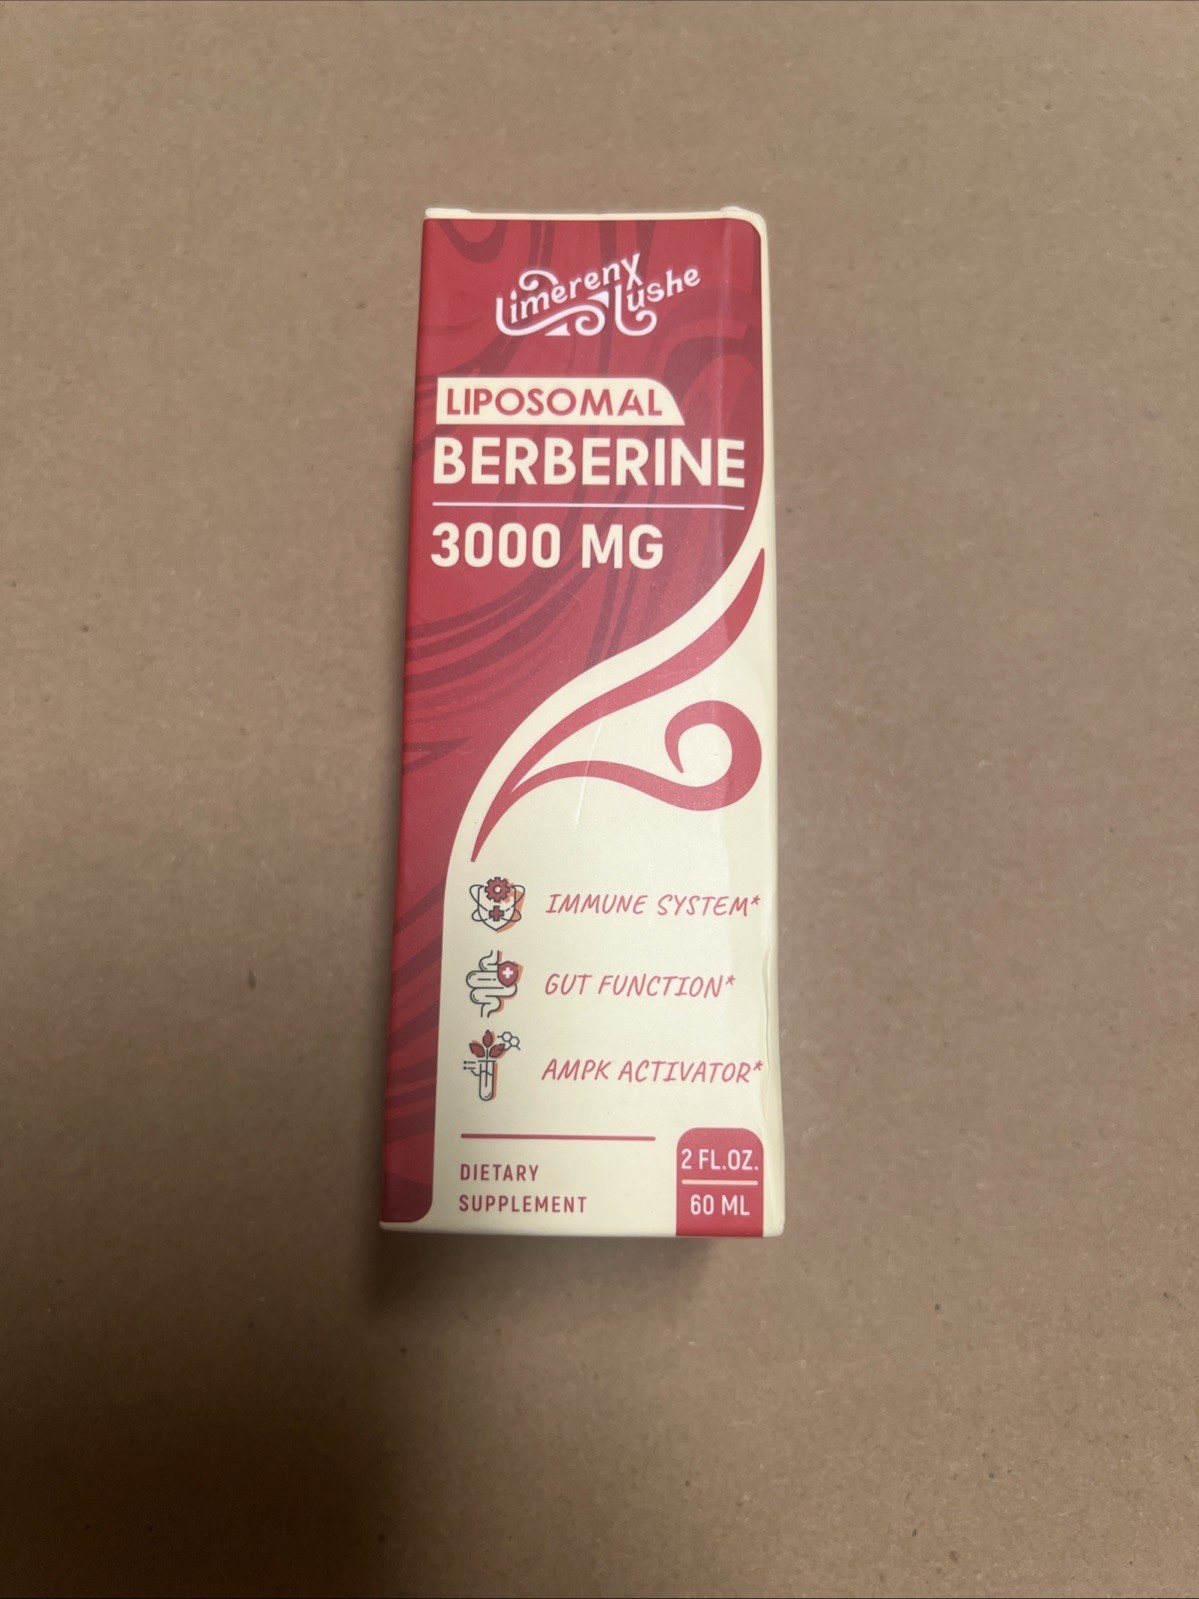 Limereny
Lushe
LIPOSOMAL
BERBERINE
3000 MG
IMMUNE SYSTEM*
GUT FUNCTION*
AMPK ACTIVATOR*
DIETARY
SUPPLEMENT
2 FL.OZ.
60 ML